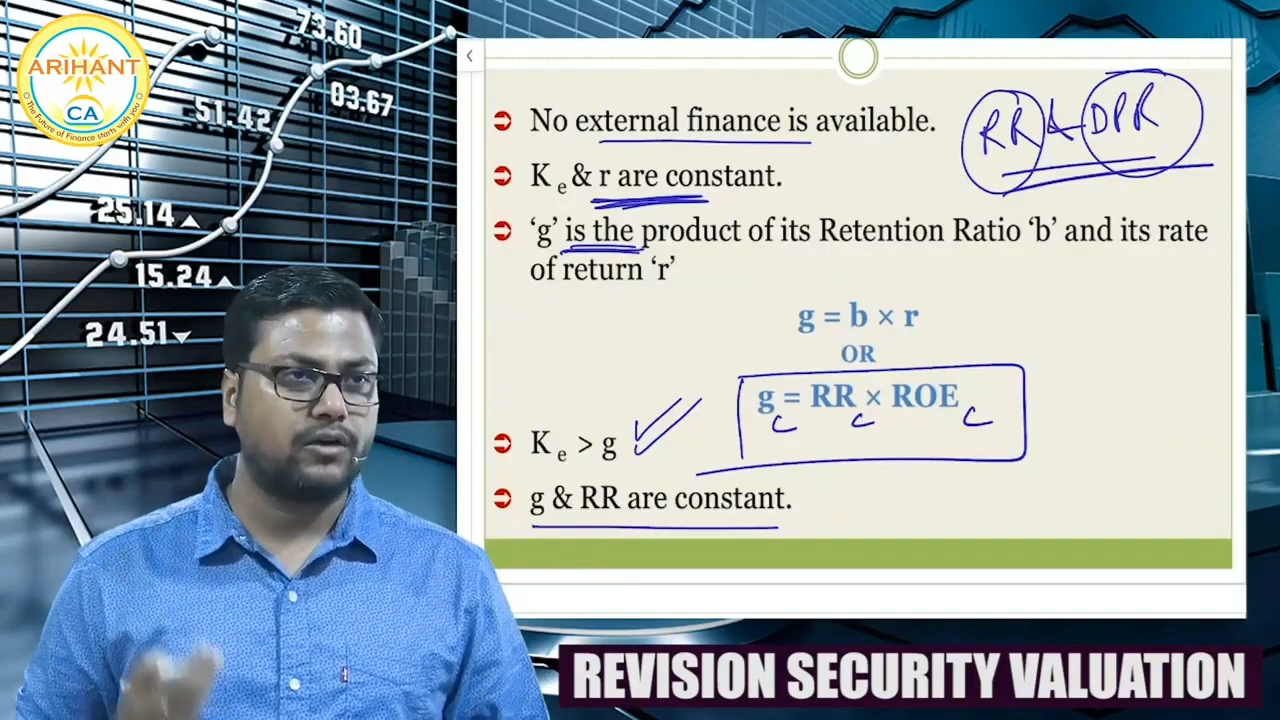 ARIHANT
CA
The Future of Finance starts with you
73.60
51.42
03.67
25.14
15.24
24.51
No external finance is available.
RR & DPR
K e & r are constant.
‘g’ is the product of its Retention Ratio ‘b’ and its rate
of return ‘r’
g = b × r
OR
g = RR × ROE
c c c
K e > g
g & RR are constant.
REVISION SECURITY VALUATION